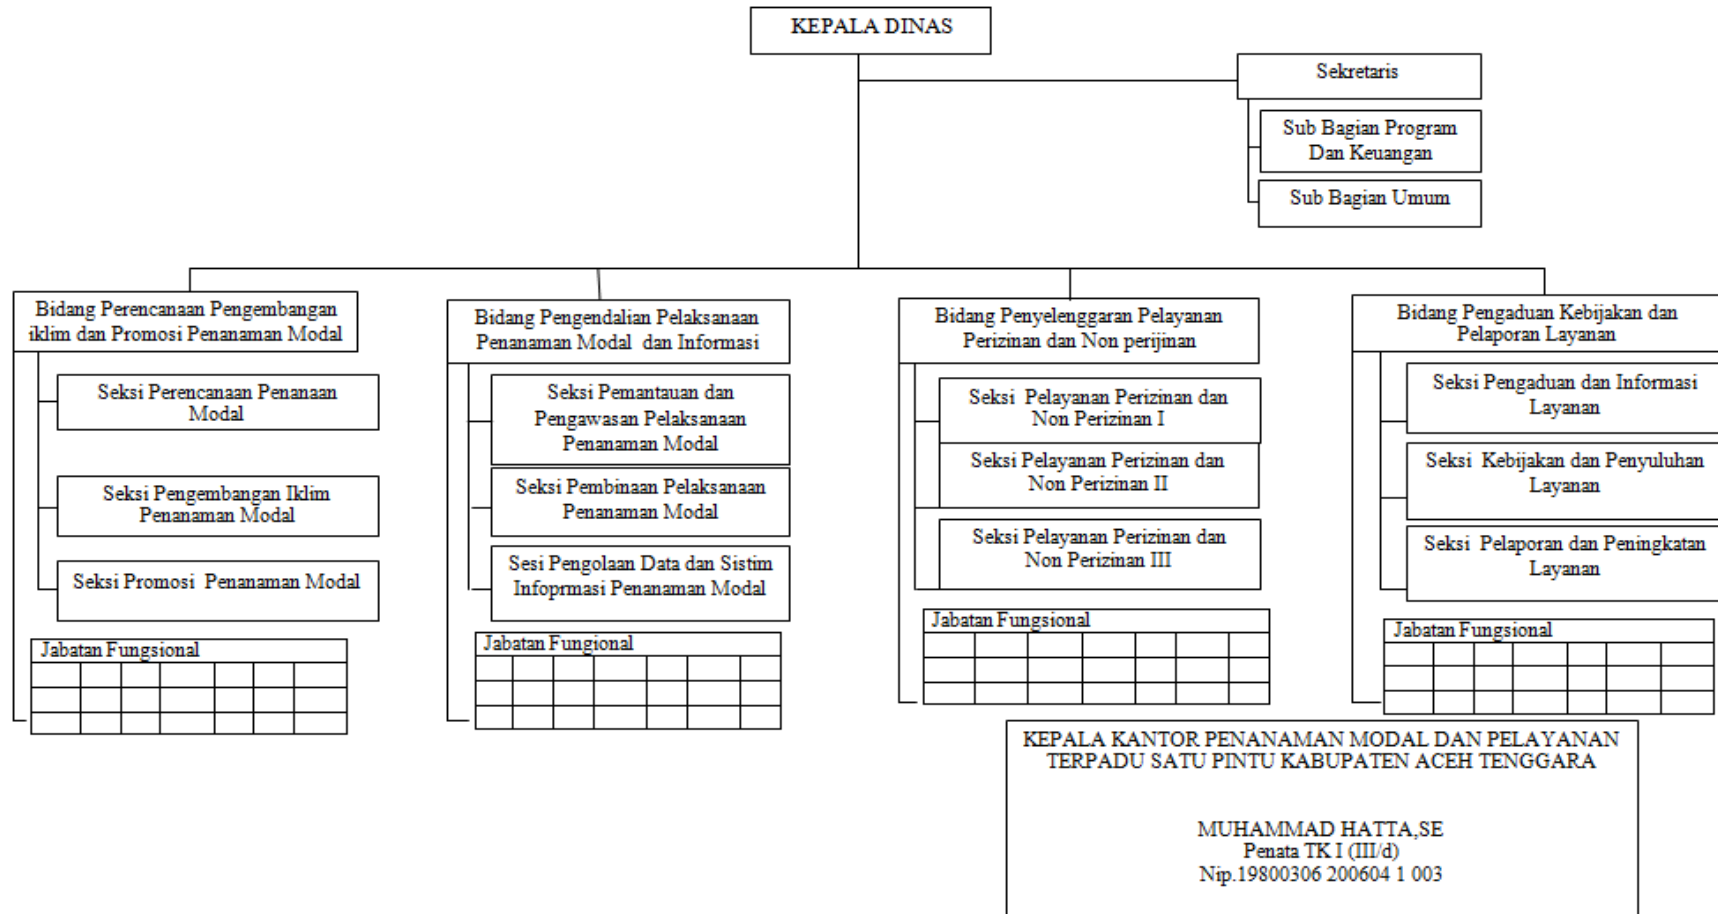 KEPALA DINAS
Sekretaris
Sub Bagian Program
Dan Keuangan
Sub Bagian Umum
Bidang Perencanaan Pengembangan
iklim dan Promosi Penanaman Modal
Seksi Perencanaan Penanaan
Modal
Seksi Pengembangan Iklim
Penanaman Modal
Seksi Promosi Penanaman Modal
Jabatan Fungsional
Bidang Pengendalian Pelaksanaan
Penanaman Modal dan Informasi
Seksi Pemantauan dan
Pengawasan Pelaksanaan
Penanaman Modal
Seksi Pembinaan Pelaksanaan
Penanaman Modal
Sesi Pengolaan Data dan Sistim
Infoprmasi Penanaman Modal
Jabatan Fungional
Bidang Penyelenggaran Pelayanan
Perizinan dan Non perijinan
Seksi Pelayanan Perizinan dan
Non Perizinan I
Seksi Pelayanan Perizinan dan
Non Perizinan II
Seksi Pelayanan Perizinan dan
Non Perizinan III
Jabatan Fungsional
Bidang Pengaduan Kebijakan dan
Pelaporan Layanan
Seksi Pengaduan dan Informasi
Layanan
Seksi Kebijakan dan Penyuluhan
Layanan
Seksi Pelaporan dan Peningkatan
Layanan
Jabatan Fungsional
KEPALA KANTOR PENANAMAN MODAL DAN PELAYANAN
TERPADU SATU PINTU KABUPATEN ACEH TENGGARA
MUHAMMAD HATTA,SE
Penata TK I (III/d)
Nip.19800306 200604 1 003